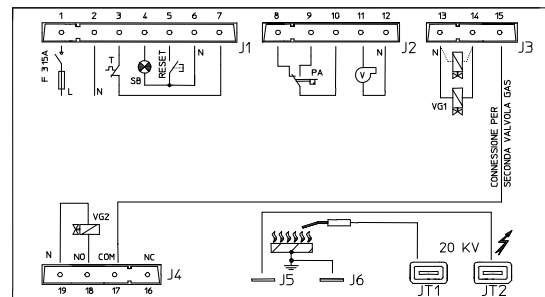 1 2 3 4 5 6 7
J1
8 9 10 11 12
J2
13 14 15
J3
F 3.15A
L
N
T
SB
RESET
N
PA
V
N
N
VG1
CONNESSIONE PER
SECONDA VALVOLA GAS
VG2
N NO COM NC
J4
19 18 17 16
J5
J6
20 KV
JT1
JT2